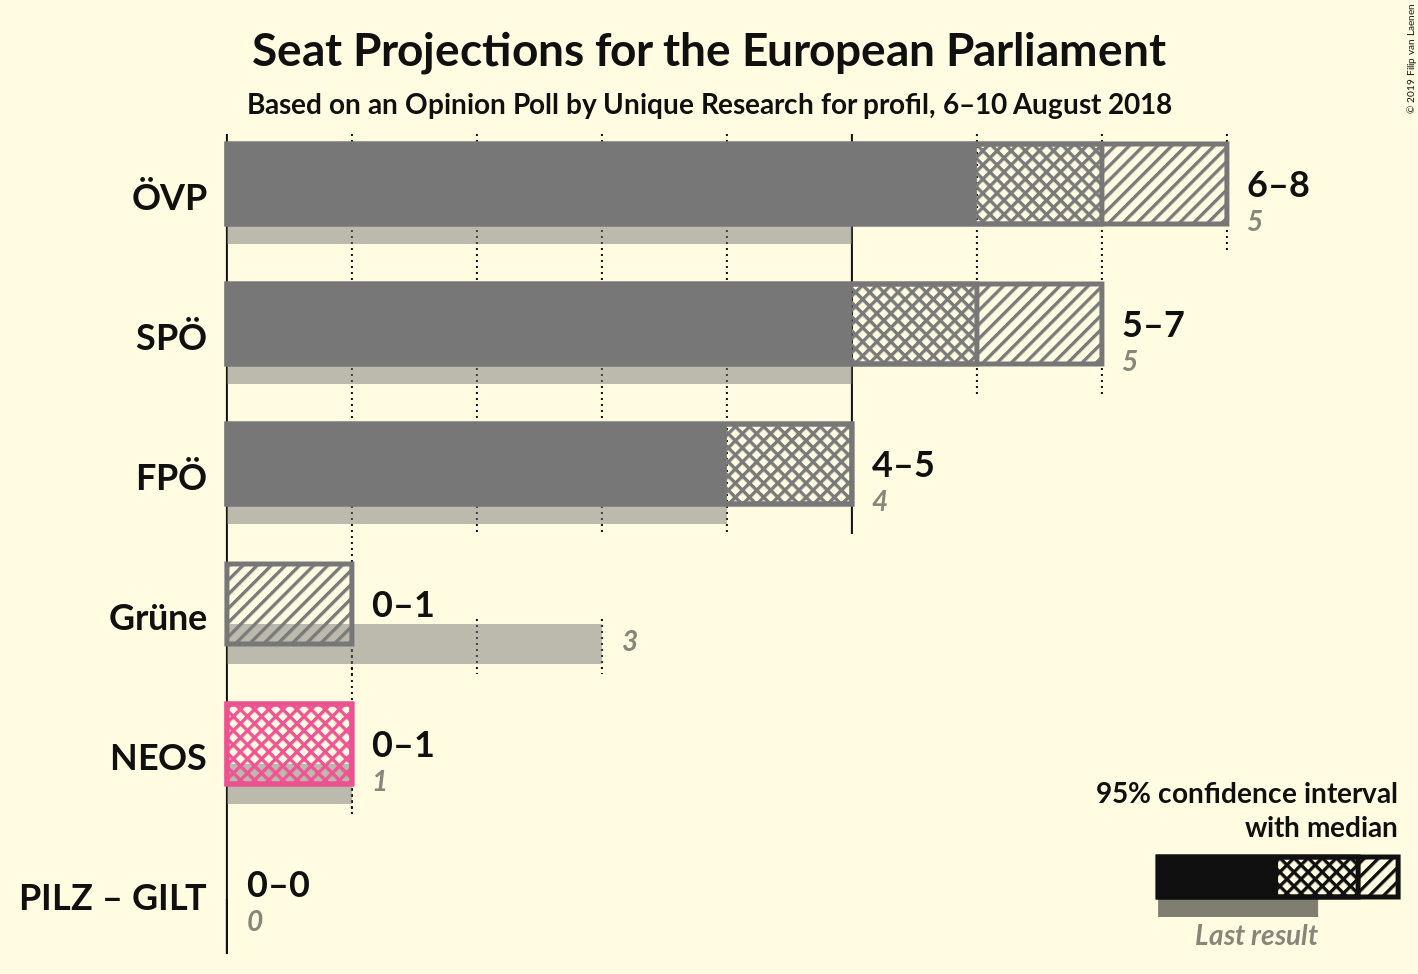 Seat Projections for the European Parliament
Based on an Opinion Poll by Unique Research for profil, 6–10 August 2018
© 2019 Filip van Laenen
ÖVP
6–8
5
SPÖ
5–7
5
FPÖ
4–5
4
Grüne
0–1
3
NEOS
0–1
1
PILZ – GILT
0–0
0
95% confidence interval
with median
Last result